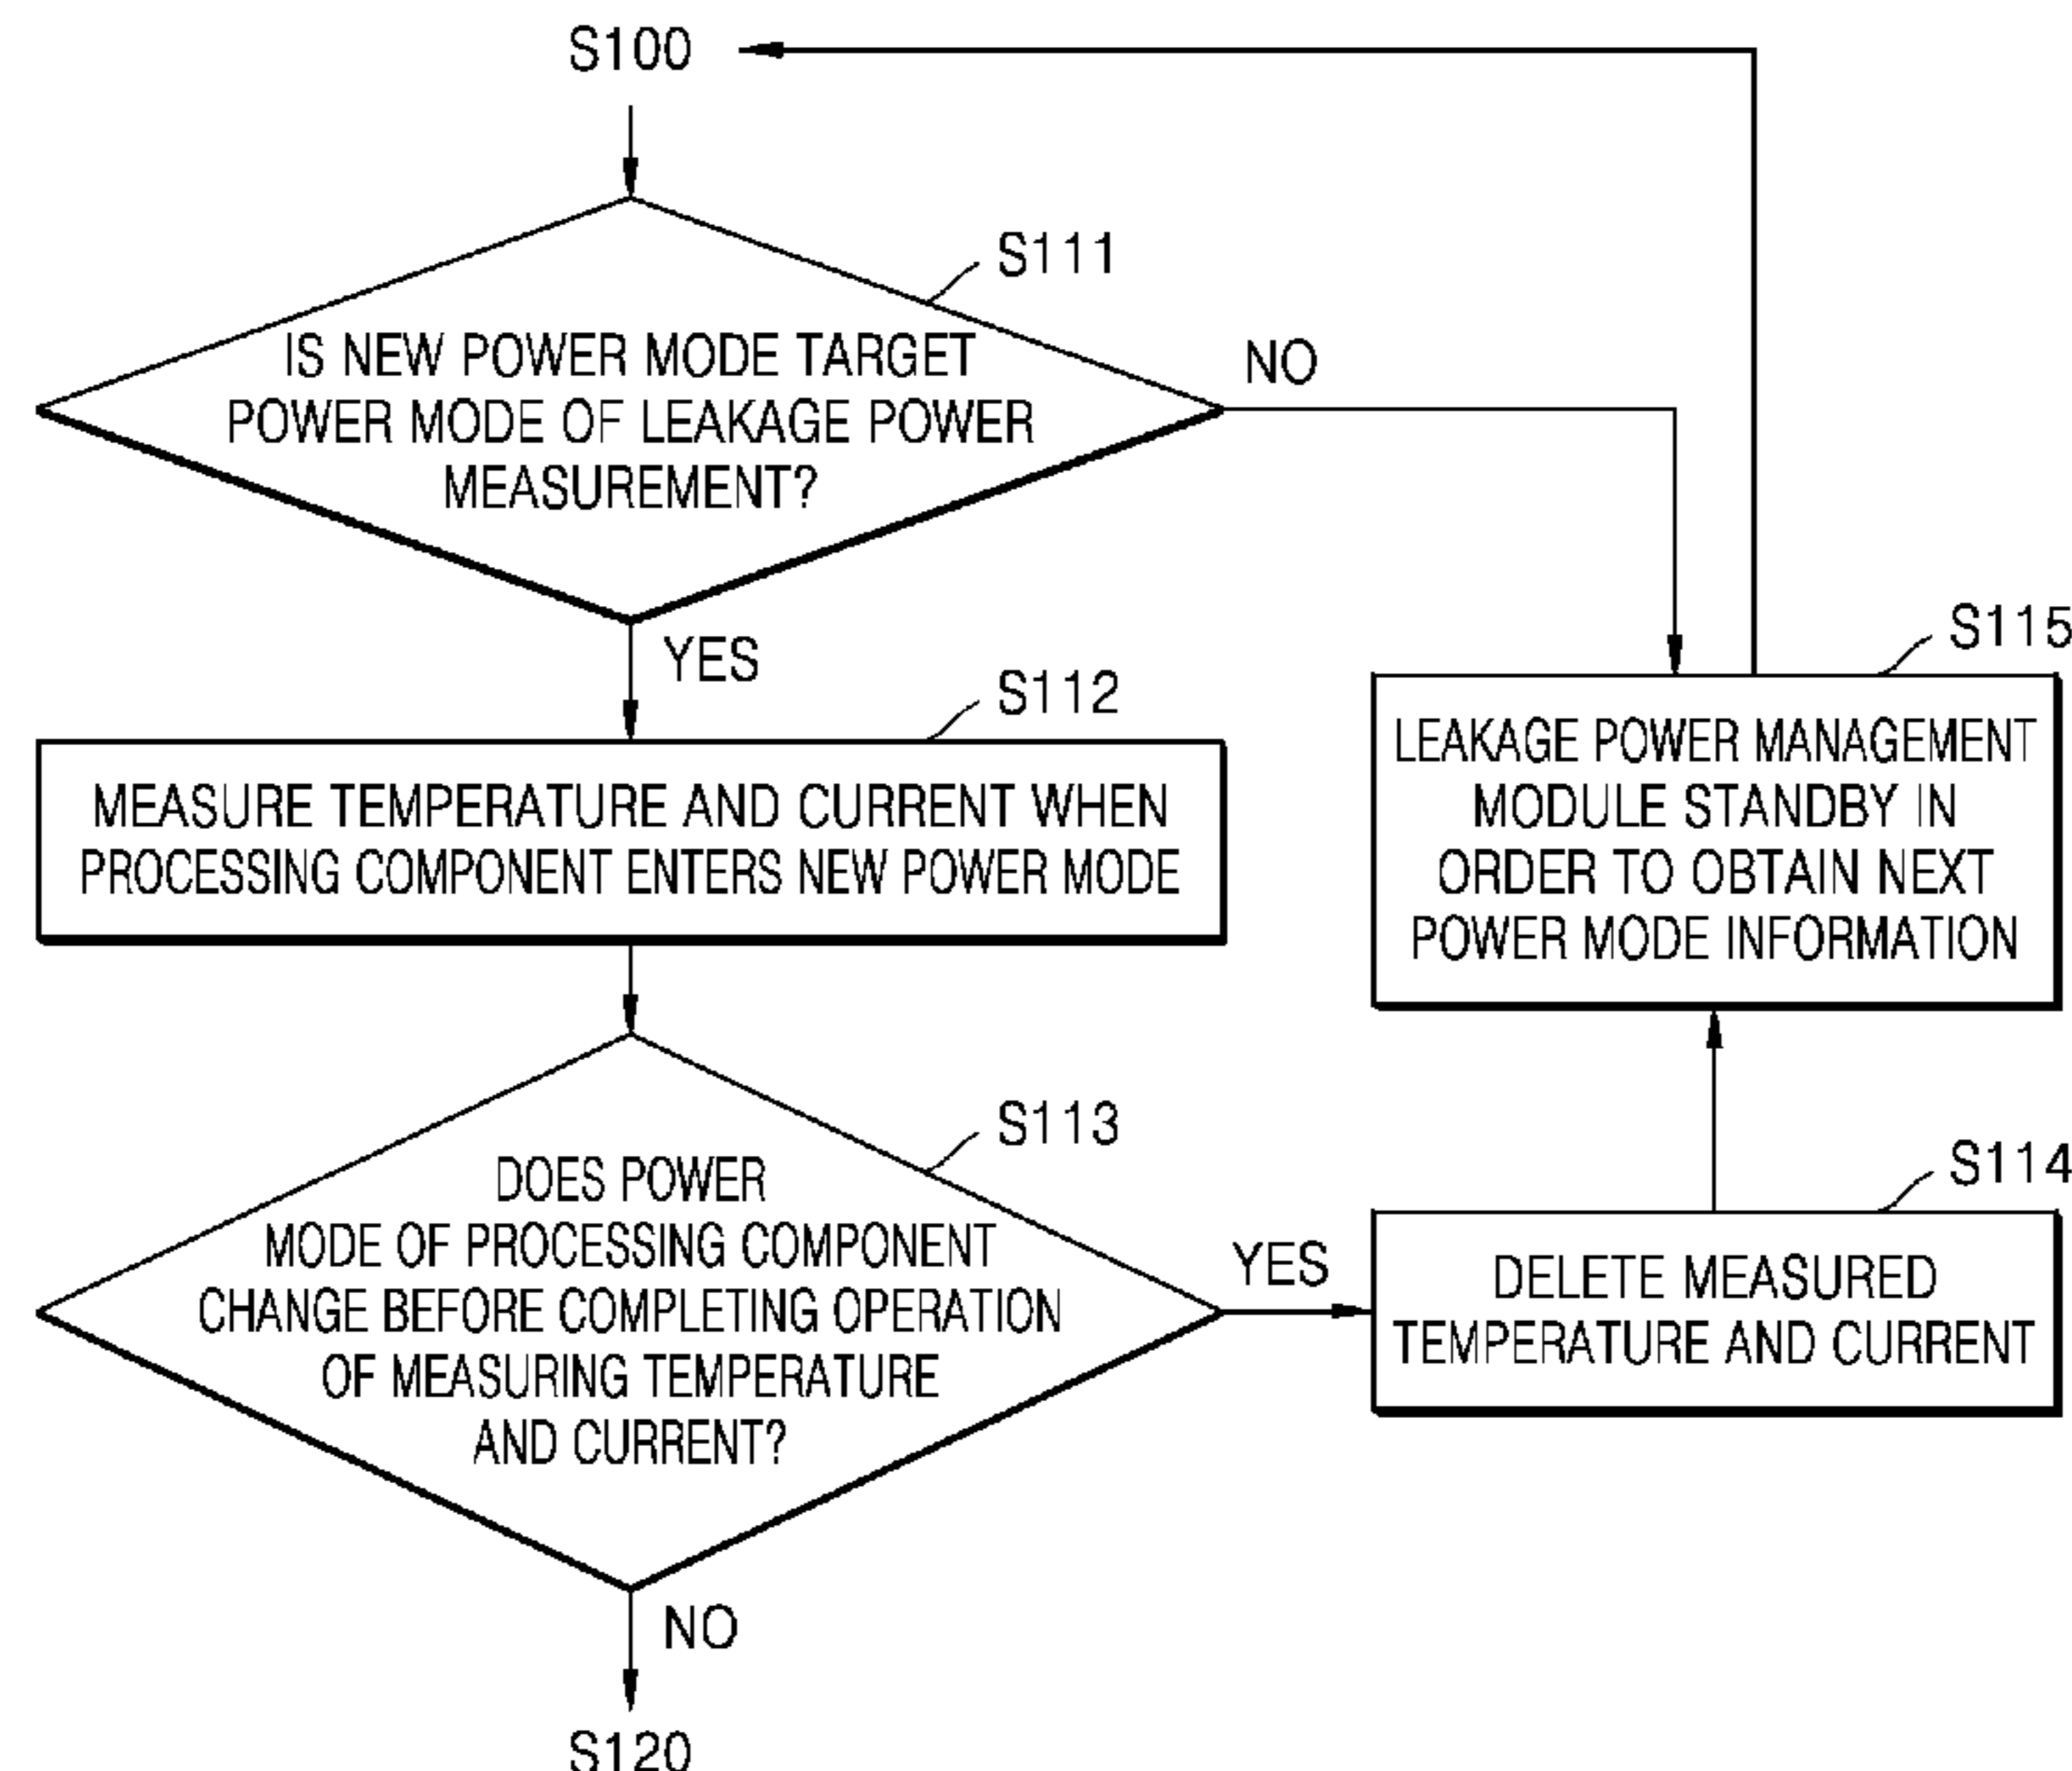 S100
S111
IS NEW POWER MODE TARGET
POWER MODE OF LEAKAGE POWER
MEASUREMENT?
NO
YES
S112
MEASURE TEMPERATURE AND CURRENT WHEN
PROCESSING COMPONENT ENTERS NEW POWER MODE
S115
LEAKAGE POWER MANAGEMENT
MODULE STANDBY IN
ORDER TO OBTAIN NEXT
POWER MODE INFORMATION
S113
DOES POWER
MODE OF PROCESSING COMPONENT
CHANGE BEFORE COMPLETING OPERATION
OF MEASURING TEMPERATURE
AND CURRENT?
YES
S114
DELETE MEASURED
TEMPERATURE AND CURRENT
NO
S120